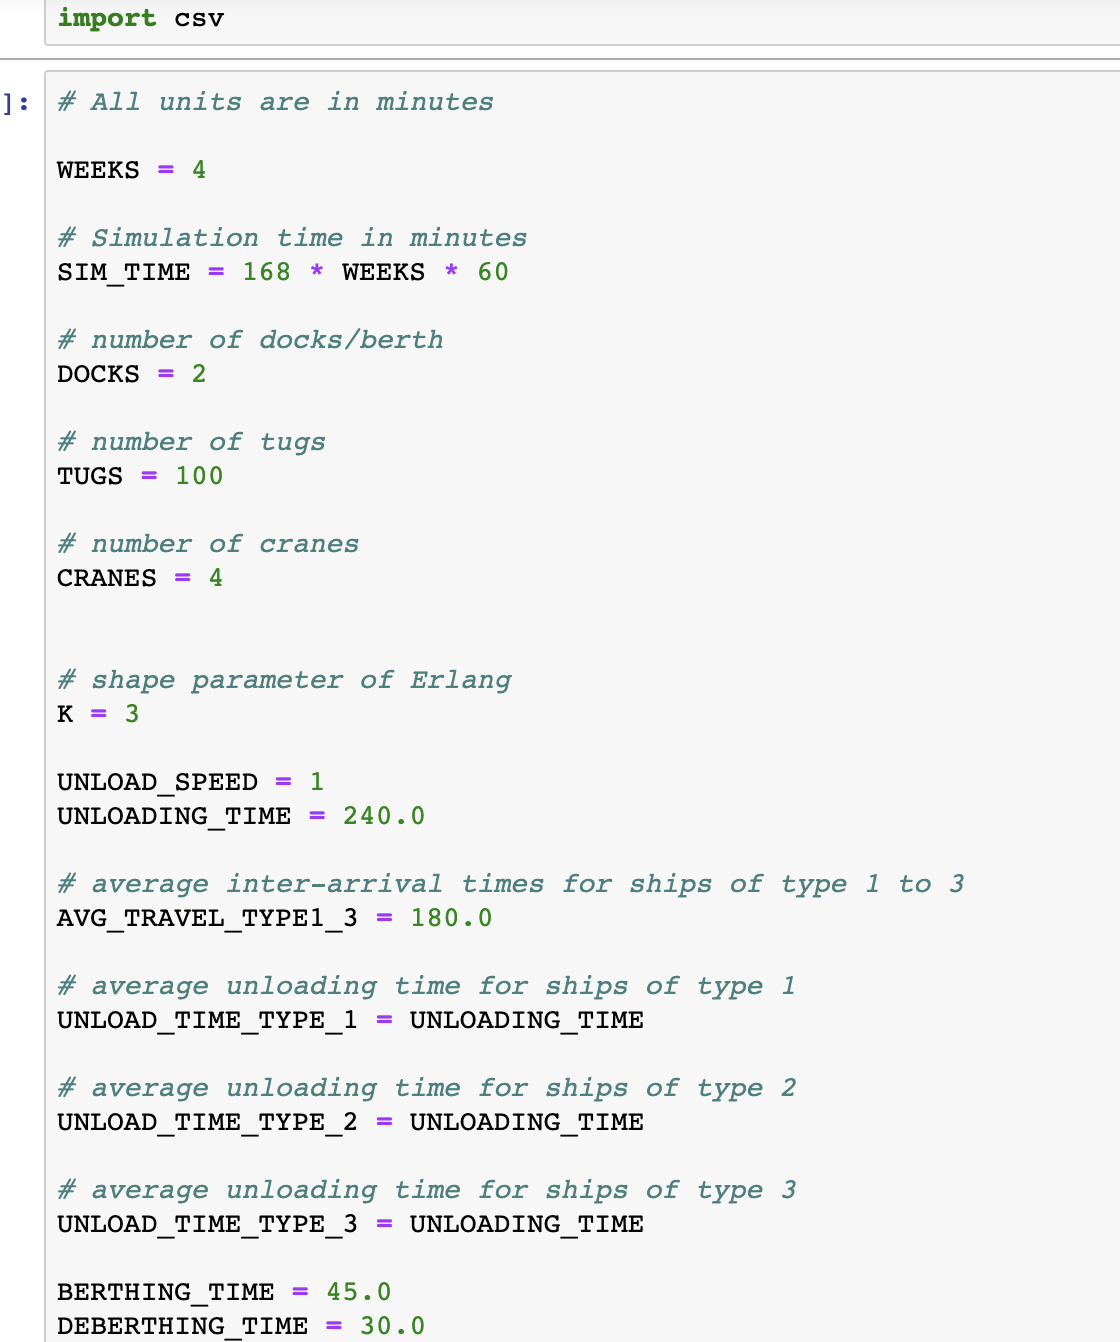 import csv
]:
# All units are in minutes
WEEKS = 4
# Simulation time in minutes
SIM_TIME = 168 * WEEKS * 60
# number of docks/berth
DOCKS = 2
# number of tugs
TUGS = 100
# number of cranes
CRANES = 4
# shape parameter of Erlang
K = 3
UNLOAD_SPEED = 1
UNLOADING_TIME = 240.0
# average inter-arrival times for ships of type 1 to 3
AVG_TRAVEL_TYPE1_3 = 180.0
# average unloading time for ships of type 1
UNLOAD_TIME_TYPE_1 = UNLOADING_TIME
# average unloading time for ships of type 2
UNLOAD_TIME_TYPE_2 = UNLOADING_TIME
# average unloading time for ships of type 3
UNLOAD_TIME_TYPE_3 = UNLOADING_TIME
BERTHING_TIME = 45.0
DEBERTHING_TIME = 30.0